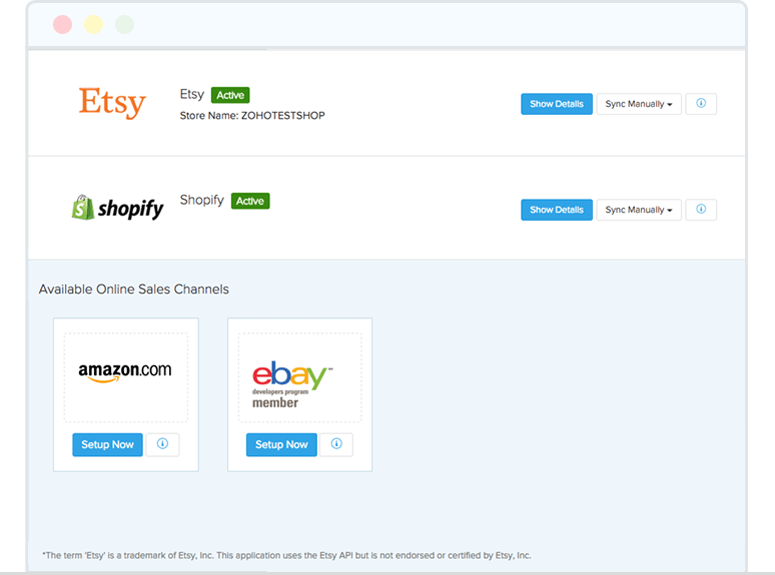 Etsy
Etsy Active
Store Name: ZOHOTESTSHOP
Show Details Sync Manually
shopify
Shopify Active
Show Details Sync Manually
Available Online Sales Channels
amazon.com
ebay™
developers program
member
Setup Now
Setup Now
*The term 'Etsy' is a trademark of Etsy, Inc. This application uses the Etsy API but is not endorsed or certified by Etsy, Inc.